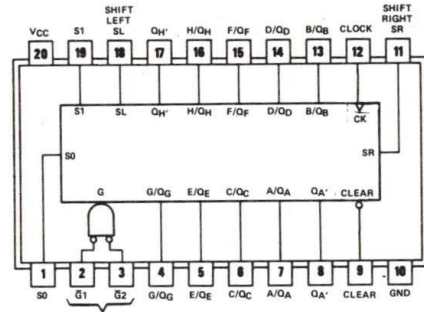 SHIFT SHIFT
LEFT RIGHT
VCC S1 SL QH' H/QH F/QF D/QD B/QB CLOCK SR
20 19 18 17 16 15 14 13 12 11
S1 SL QH' H/QH F/QF D/QD B/QB CK
S0 SR
G G/QG E/QE C/QC A/QA QA' CLEAR
1 2 3 4 5 6 7 8 9 10
S0 G̅1 G̅2 G/QG E/QE C/QC A/QA QA' CLEAR GND